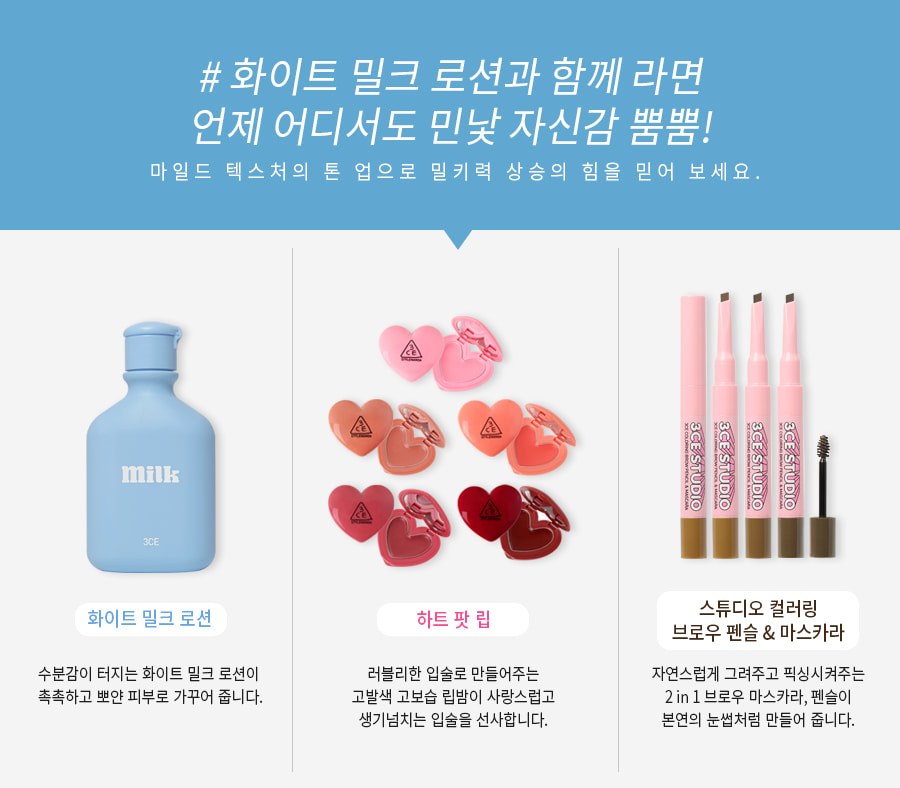 # 화이트 밀크 로션과 함께 라면
언제 어디서도 민낯 자신감 뿜뿜!
마일드 텍스처의 톤 업으로 밀키력 상승의 힘을 믿어 보세요.
Milk
3CE
화이트 밀크 로션
수분감이 터지는 화이트 밀크 로션이
촉촉하고 뽀얀 피부로 가꾸어 줍니다.
3CE
3CE
3CE
3CE
3CE
하트 팟 립
러블리한 입술로 만들어주는
고발색 고보습 립밤이 사랑스럽고
생기넘치는 입술을 선사합니다.
3CE STUDIO
3CE STUDIO
3CE STUDIO
3CE STUDIO
스튜디오 컬러링
브로우 펜슬 & 마스카라
자연스럽게 그려주고 픽싱시켜주는
2 in 1 브로우 마스카라, 펜슬이
본연의 눈썹처럼 만들어 줍니다.